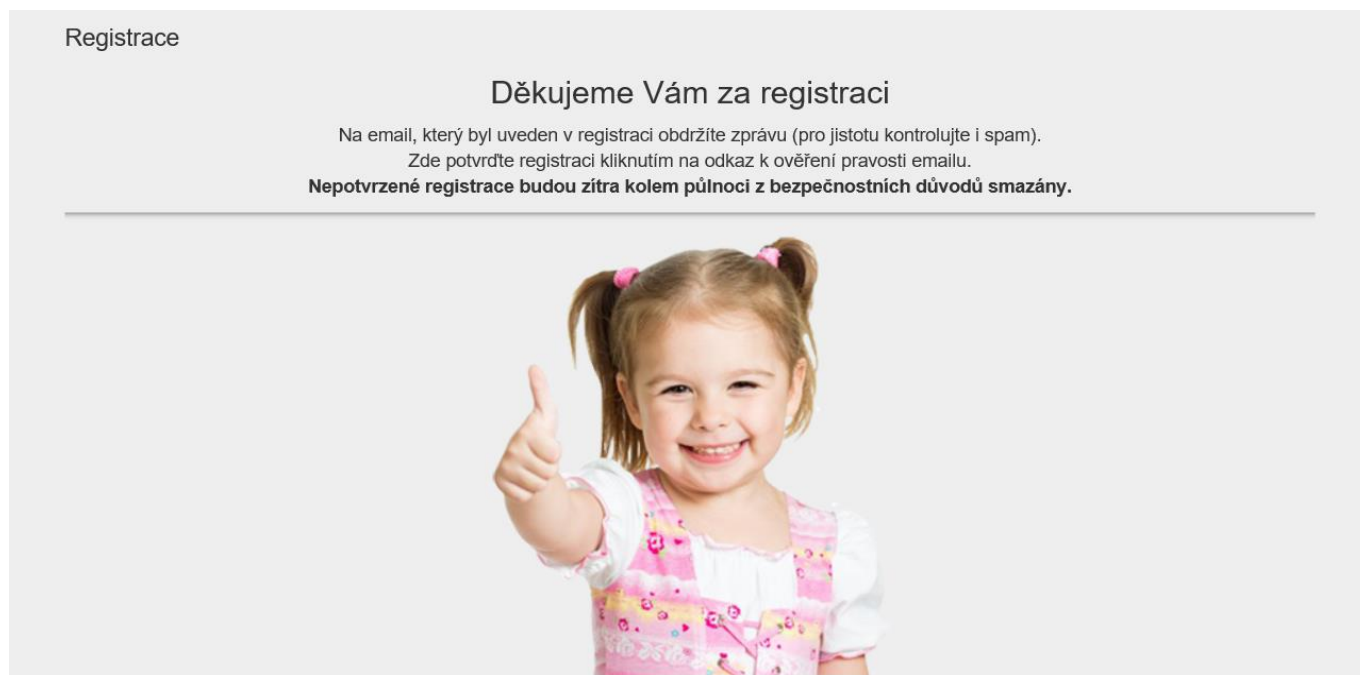 Registrace
Děkujeme Vám za registraci
Na email, který byl uveden v registraci obdržíte zprávu (pro jistotu kontrolujte i spam).
Zde potvrďte registraci kliknutím na odkaz k ověření pravosti emailu.
Nepotvrzené registrace budou zítra kolem půlnoci z bezpečnostních důvodů smazány.